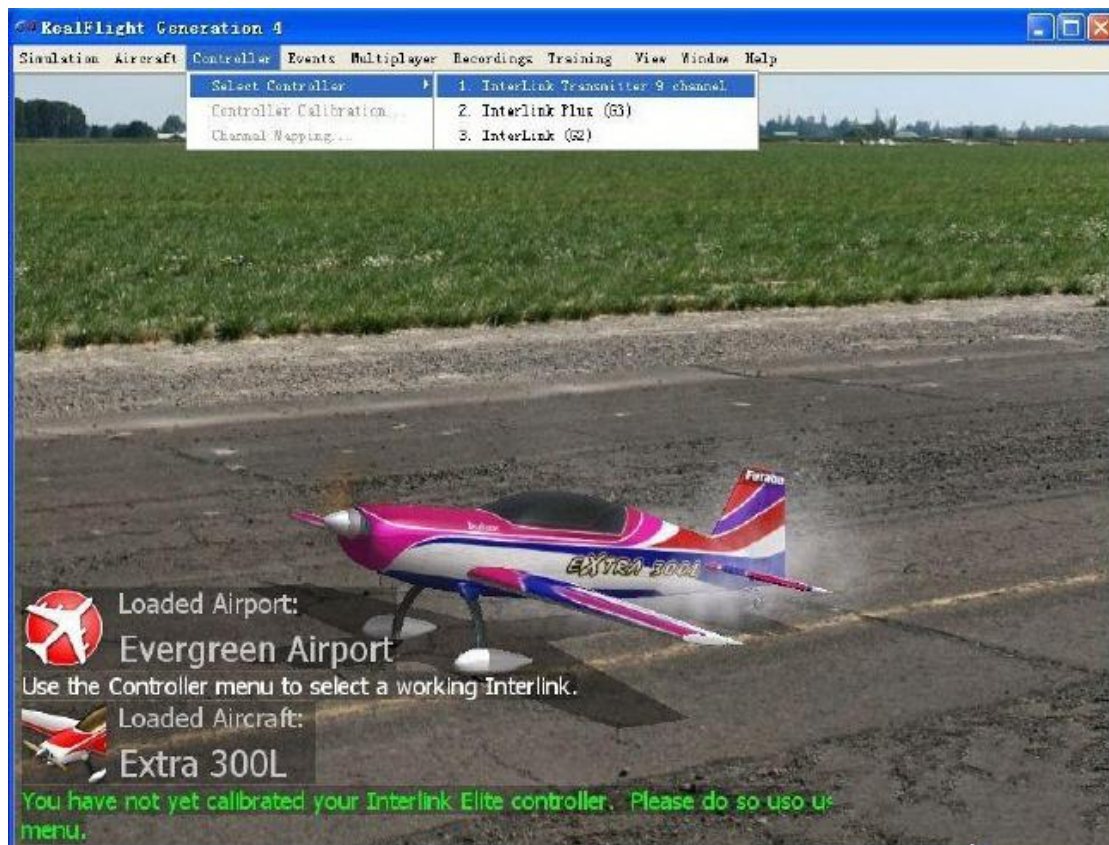 RealFlight Generation 4
Simulation Aircraft Controller Events Multiplayer Recordings Training View Window Help
Select Controller
1. InterLink Transmitter 9 channel
Controller Calibration...
2. Interlink Plux (G3)
Channel Mapping...
3. InterLink (G2)
Futaba
EXTRA 300L
Loaded Airport:
Evergreen Airport
Use the Controller menu to select a working Interlink.
Loaded Aircraft:
Extra 300L
You have not yet calibrated your Interlink Elite controller. Please do so uso us
menu.